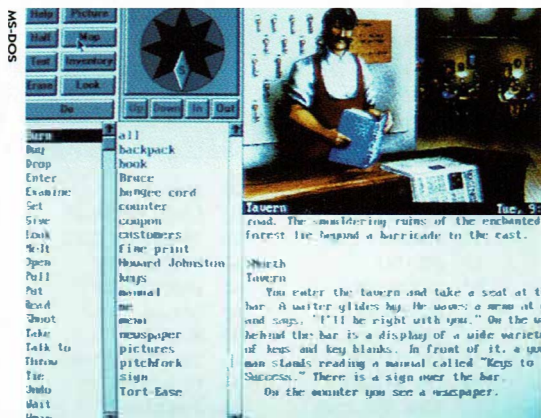 MS-DOS
Help Picture
Half Map
Text Inventory
Erase Look
Do
Up Down In Out
Burn
Buy
Drop
Enter
Examine
Get
Give
Look
Melt
Open
Pull
Put
Read
Shoot
Take
Talk to
Throw
Tie
Undo
Wait
all
backpack
book
Bruce
bungee cord
counter
coupon
customers
fine print
Howard Johnston
keys
manual
me
menu
newspaper
pictures
pitchfork
sign
Tort-Ease
Tavern Tue, 9:
road. The smouldering ruins of the enchanted
forest lie beyond a barricade to the east.
>North
Tavern
You enter the tavern and take a seat at t
bar. A waiter glides by. He waves a menu at
and says, "I'll be right with you." On the w
behind the bar is a display of a wide variet
of keys and key blanks. In front of it, a you
man stands reading a manual called "Keys to
Success." There is a sign over the bar.
On the counter you see a newspaper.